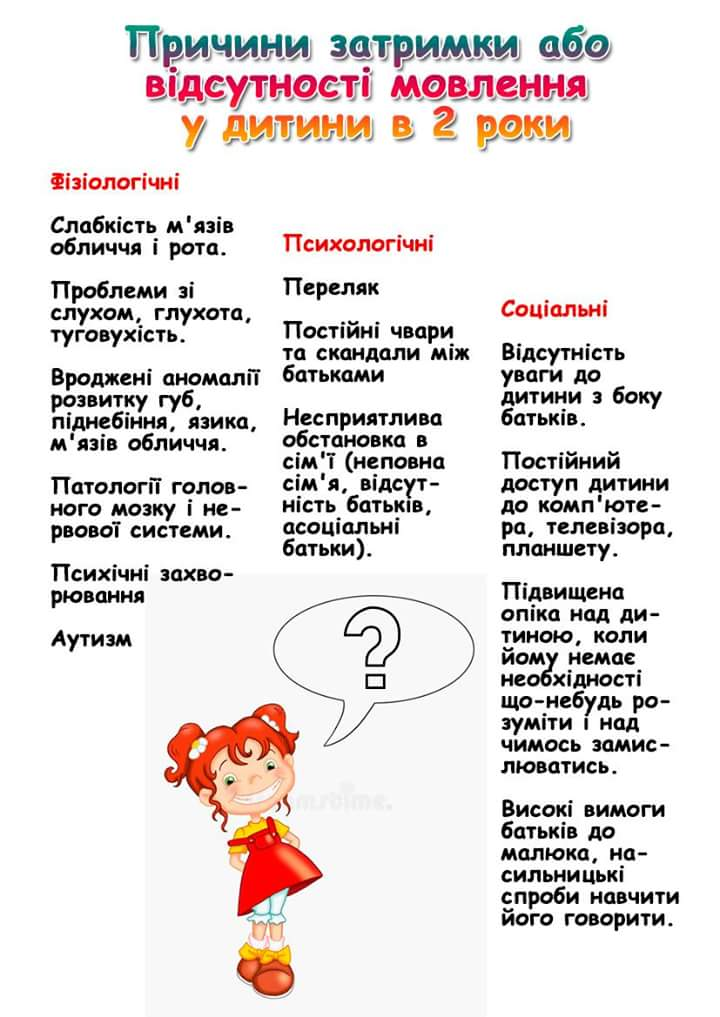 Причини затримки або
відсутності мовлення
у дитини в 2 роки
Фізіологічні
Слабкість м'язів
обличчя і рота.
Проблеми зі
слухом, глухота,
туговухість.
Вроджені аномалії
розвитку губ,
піднебіння, язика,
м'язів обличчя.
Патології голов-
ного мозку і не-
рвової системи.
Психічні захво-
рювання
Аутизм
Психологічні
Переляк
Постійні чвари
та скандали між
батьками
Несприятлива
обстановка в
сім'ї (неповна
сім'я, відсут-
ність батьків,
асоціальні
батьки).
Соціальні
Відсутність
уваги до
дитини з боку
батьків.
Постійний
доступ дитини
до комп'юте-
ра, телевізора,
планшету.
Підвищена
опіка над ди-
тиною, коли
йому немає
необхідності
що-небудь ро-
зуміти і над
чимось замис-
люватись.
Високі вимоги
батьків до
малюка, на-
сильницькі
спроби навчити
його говорити.
?